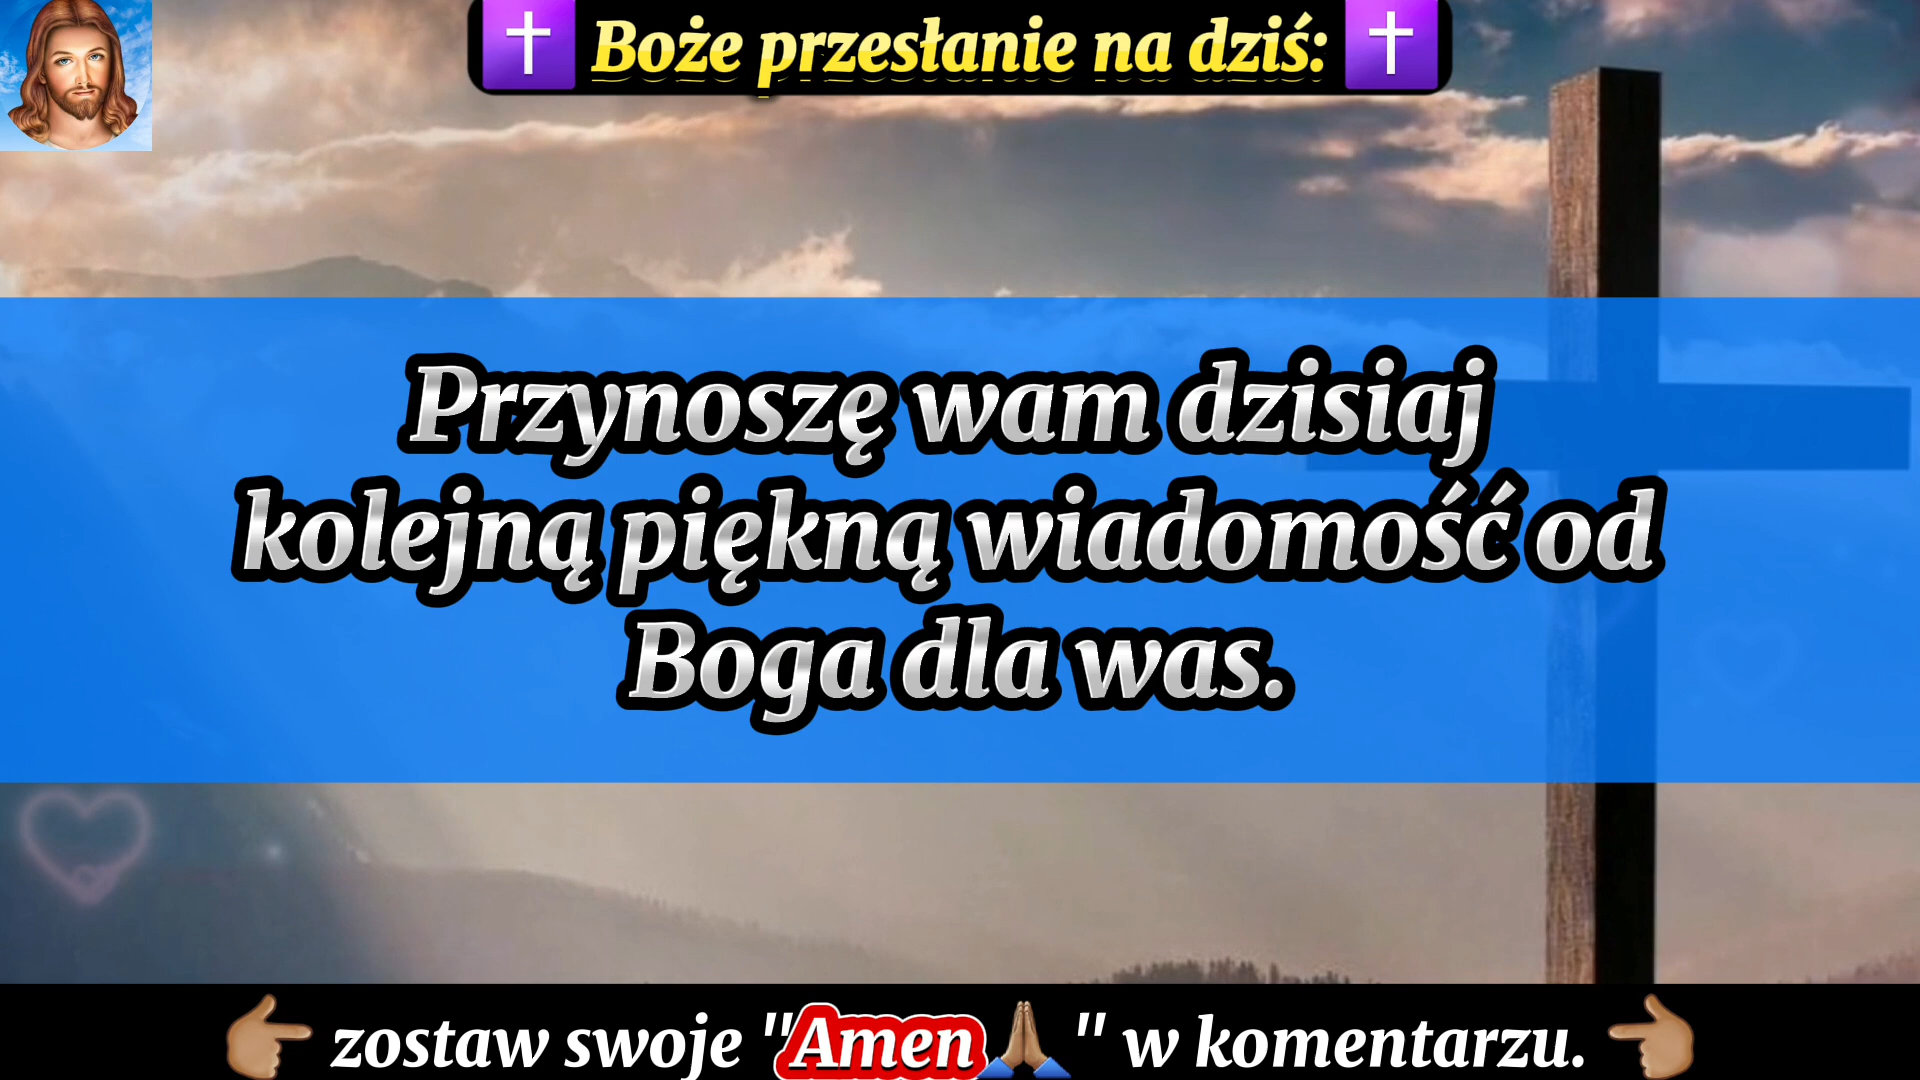 ✝️ Boże przesłanie na dziś: ✝️
Przynoszę wam dzisiaj
kolejną piękną wiadomość od
Boga dla was.
👉🏽 zostaw swoje "Amen🙏🏽" w komentarzu. 👈🏽